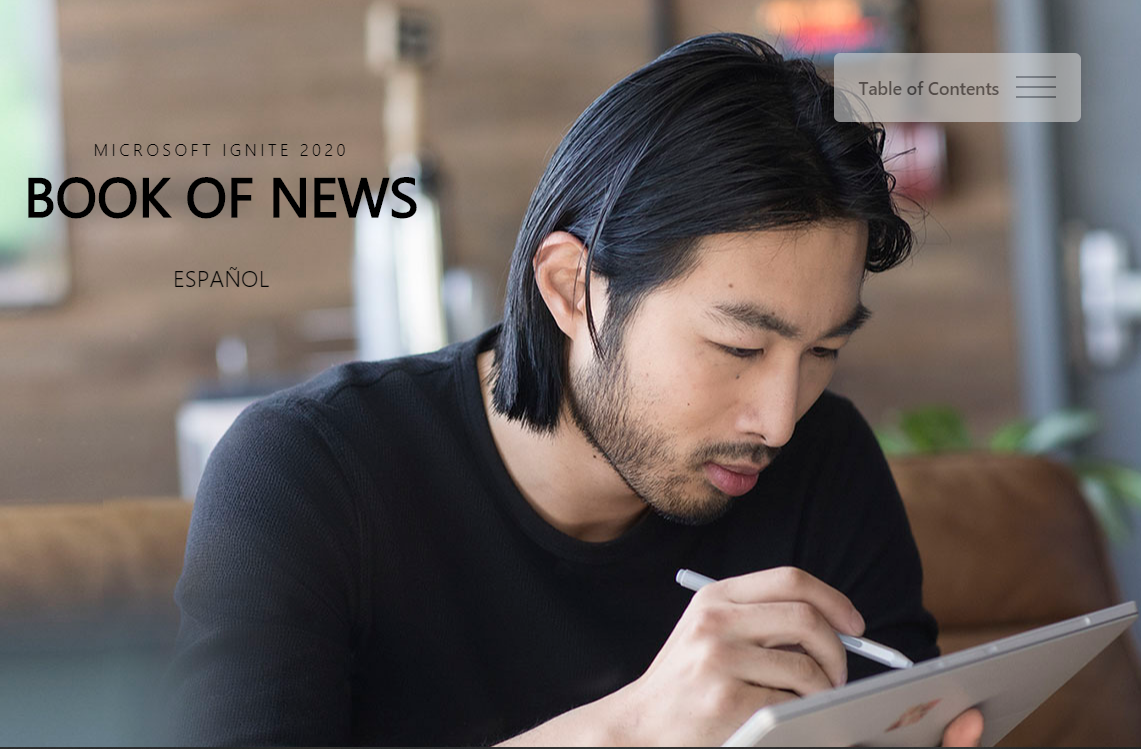 MICROSOFT IGNITE 2020
BOOK OF NEWS
ESPAÑOL
Table of Contents